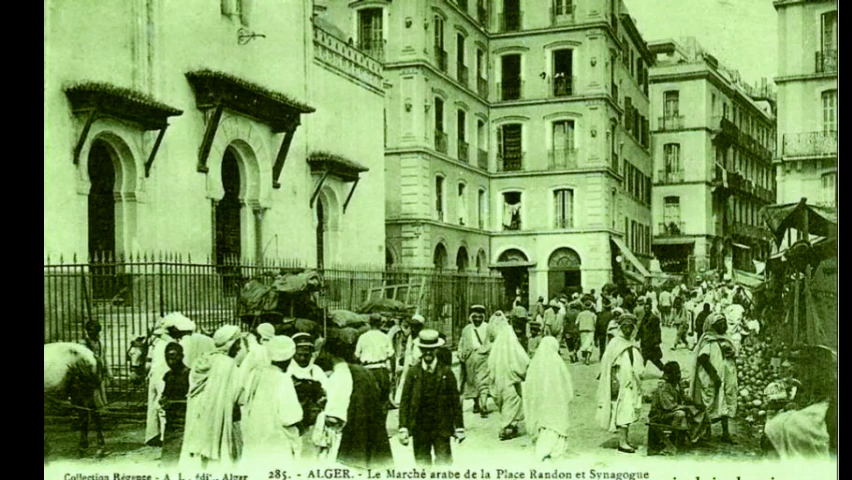 Collection Régence - A. L. édit. Alger 285. - ALGER. - Le Marché arabe de la Place Randon et Synagogue